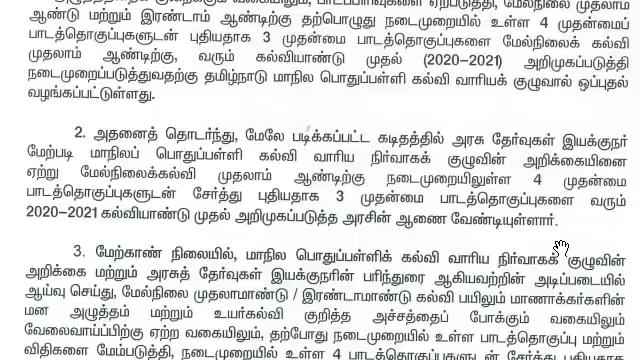 குறைக்கும் வகையிலும், பாடப்பிரிவுகளை ஏற்படுத்தி, மேல்நிலை முதலாம்
ஆண்டு மற்றும் இரண்டாம் ஆண்டிற்கு தற்பொழுது நடைமுறையில் உள்ள 4 முதன்மைப்
பாடத்தொகுப்புகளுடன் புதியதாக 3 முதன்மை பாடத்தொகுப்புகளை மேல்நிலைக் கல்வி
முதலாம் ஆண்டிற்கு, வரும் கல்வியாண்டு முதல் (2020–2021) அறிமுகப்படுத்தி
நடைமுறைப்படுத்துவதற்கு தமிழ்நாடு மாநில பொதுப்பள்ளி கல்வி வாரியக் குழுவால் ஒப்புதல்
வழங்கப்பட்டுள்ளது.
2. அதனைத் தொடர்ந்து, மேலே படிக்கப்பட்ட கடிதத்தில் அரசு தேர்வுகள் இயக்குநர்
மேற்படி மாநிலப் பொதுப்பள்ளி கல்வி வாரிய நிர்வாகக் குழுவின் அறிக்கையினை
ஏற்று மேல்நிலைக்கல்வி முதலாம் ஆண்டிற்கு நடைமுறையிலுள்ள 4 முதன்மை
பாடத்தொகுப்புகளுடன் சேர்த்து புதியதாக 3 முதன்மை பாடத்தொகுப்புகளை வரும்
2020–2021 கல்வியாண்டு முதல் அறிமுகப்படுத்த அரசின் ஆணை வேண்டியுள்ளார்.
3. மேற்காண் நிலையில், மாநில பொதுப்பள்ளிக் கல்வி வாரிய நிர்வாகக் குழுவின்
அறிக்கை மற்றும் அரசுத் தேர்வுகள் இயக்குநரின் பரிந்துரை ஆகியவற்றின் அடிப்படையில்
ஆய்வு செய்து, மேல்நிலை முதலாமாண்டு / இரண்டாமாண்டு கல்வி பயிலும் மாணாக்கர்களின்
மன அழுத்தம் மற்றும் உயர்கல்வி குறித்த அச்சத்தைப் போக்கும் வகையிலும்
வேலைவாய்ப்பிற்கு ஏற்ற வகையிலும், தற்போது நடைமுறையில் உள்ள பாடத்தொகுப்பு மற்றும்
விதிகளை மேம்படுத்தி, நடைமுறையில் உள்ள 4 பாடத்தொகுப்புகளுடன் சேர்த்து புதியதாக